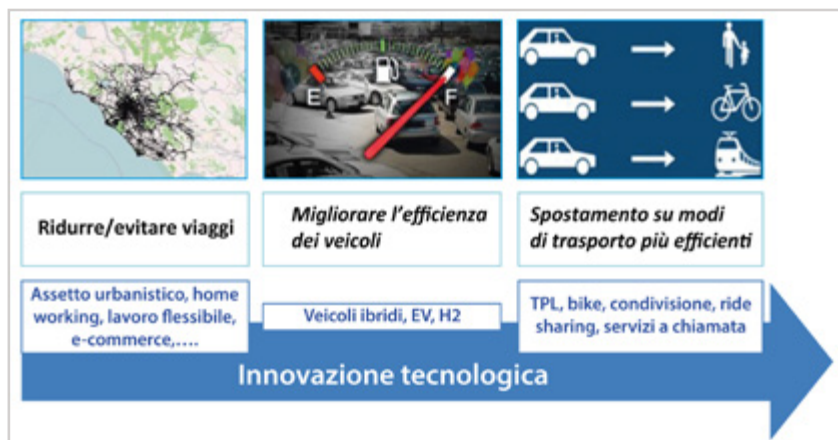 E
F
Ridurre/evitare viaggi
Migliorare l'efficienza
dei veicoli
Spostamento su modi
di trasporto più efficienti
Assetto urbanistico, home
working, lavoro flessibile,
e-commerce,....
Veicoli ibridi, EV, H2
TPL, bike, condivisione, ride
sharing, servizi a chiamata
Innovazione tecnologica